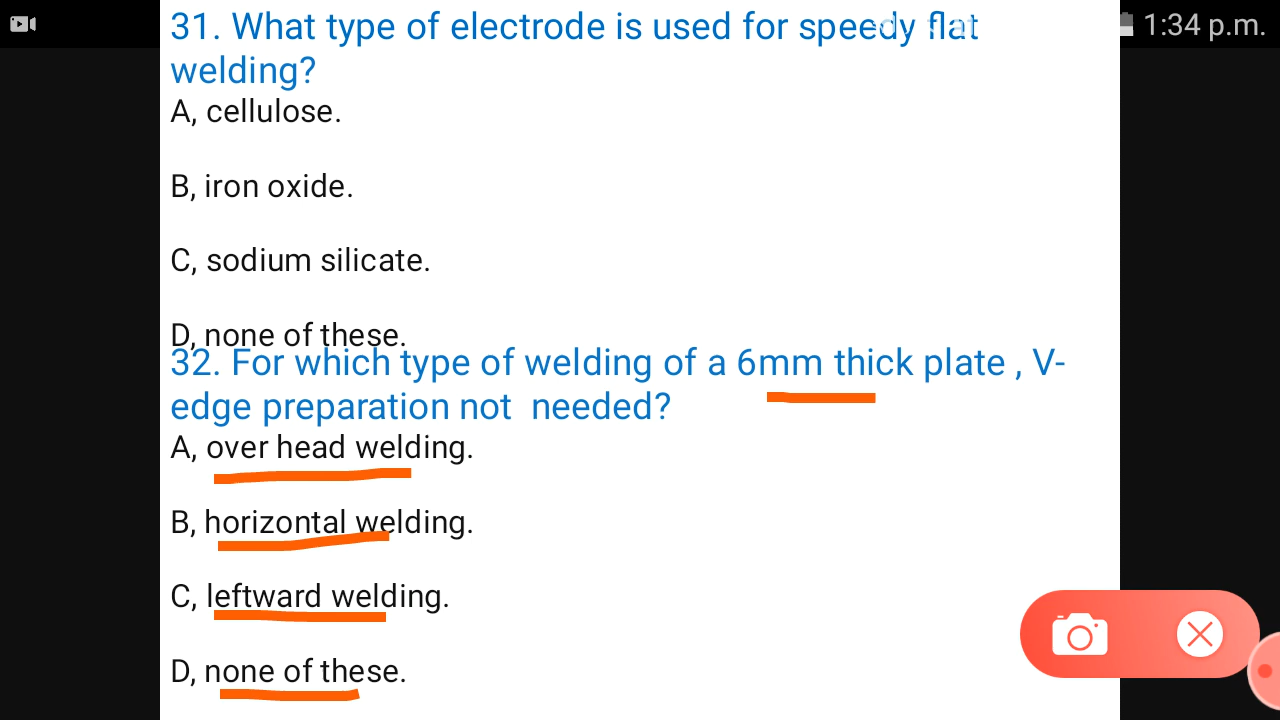 1:34 p.m.
31. What type of electrode is used for speedy flat
welding?
A, cellulose.
B, iron oxide.
C, sodium silicate.
D, none of these.
32. For which type of welding of a 6mm thick plate , V-
edge preparation not  needed?
A, over head welding.
B, horizontal welding.
C, leftward welding.
D, none of these.